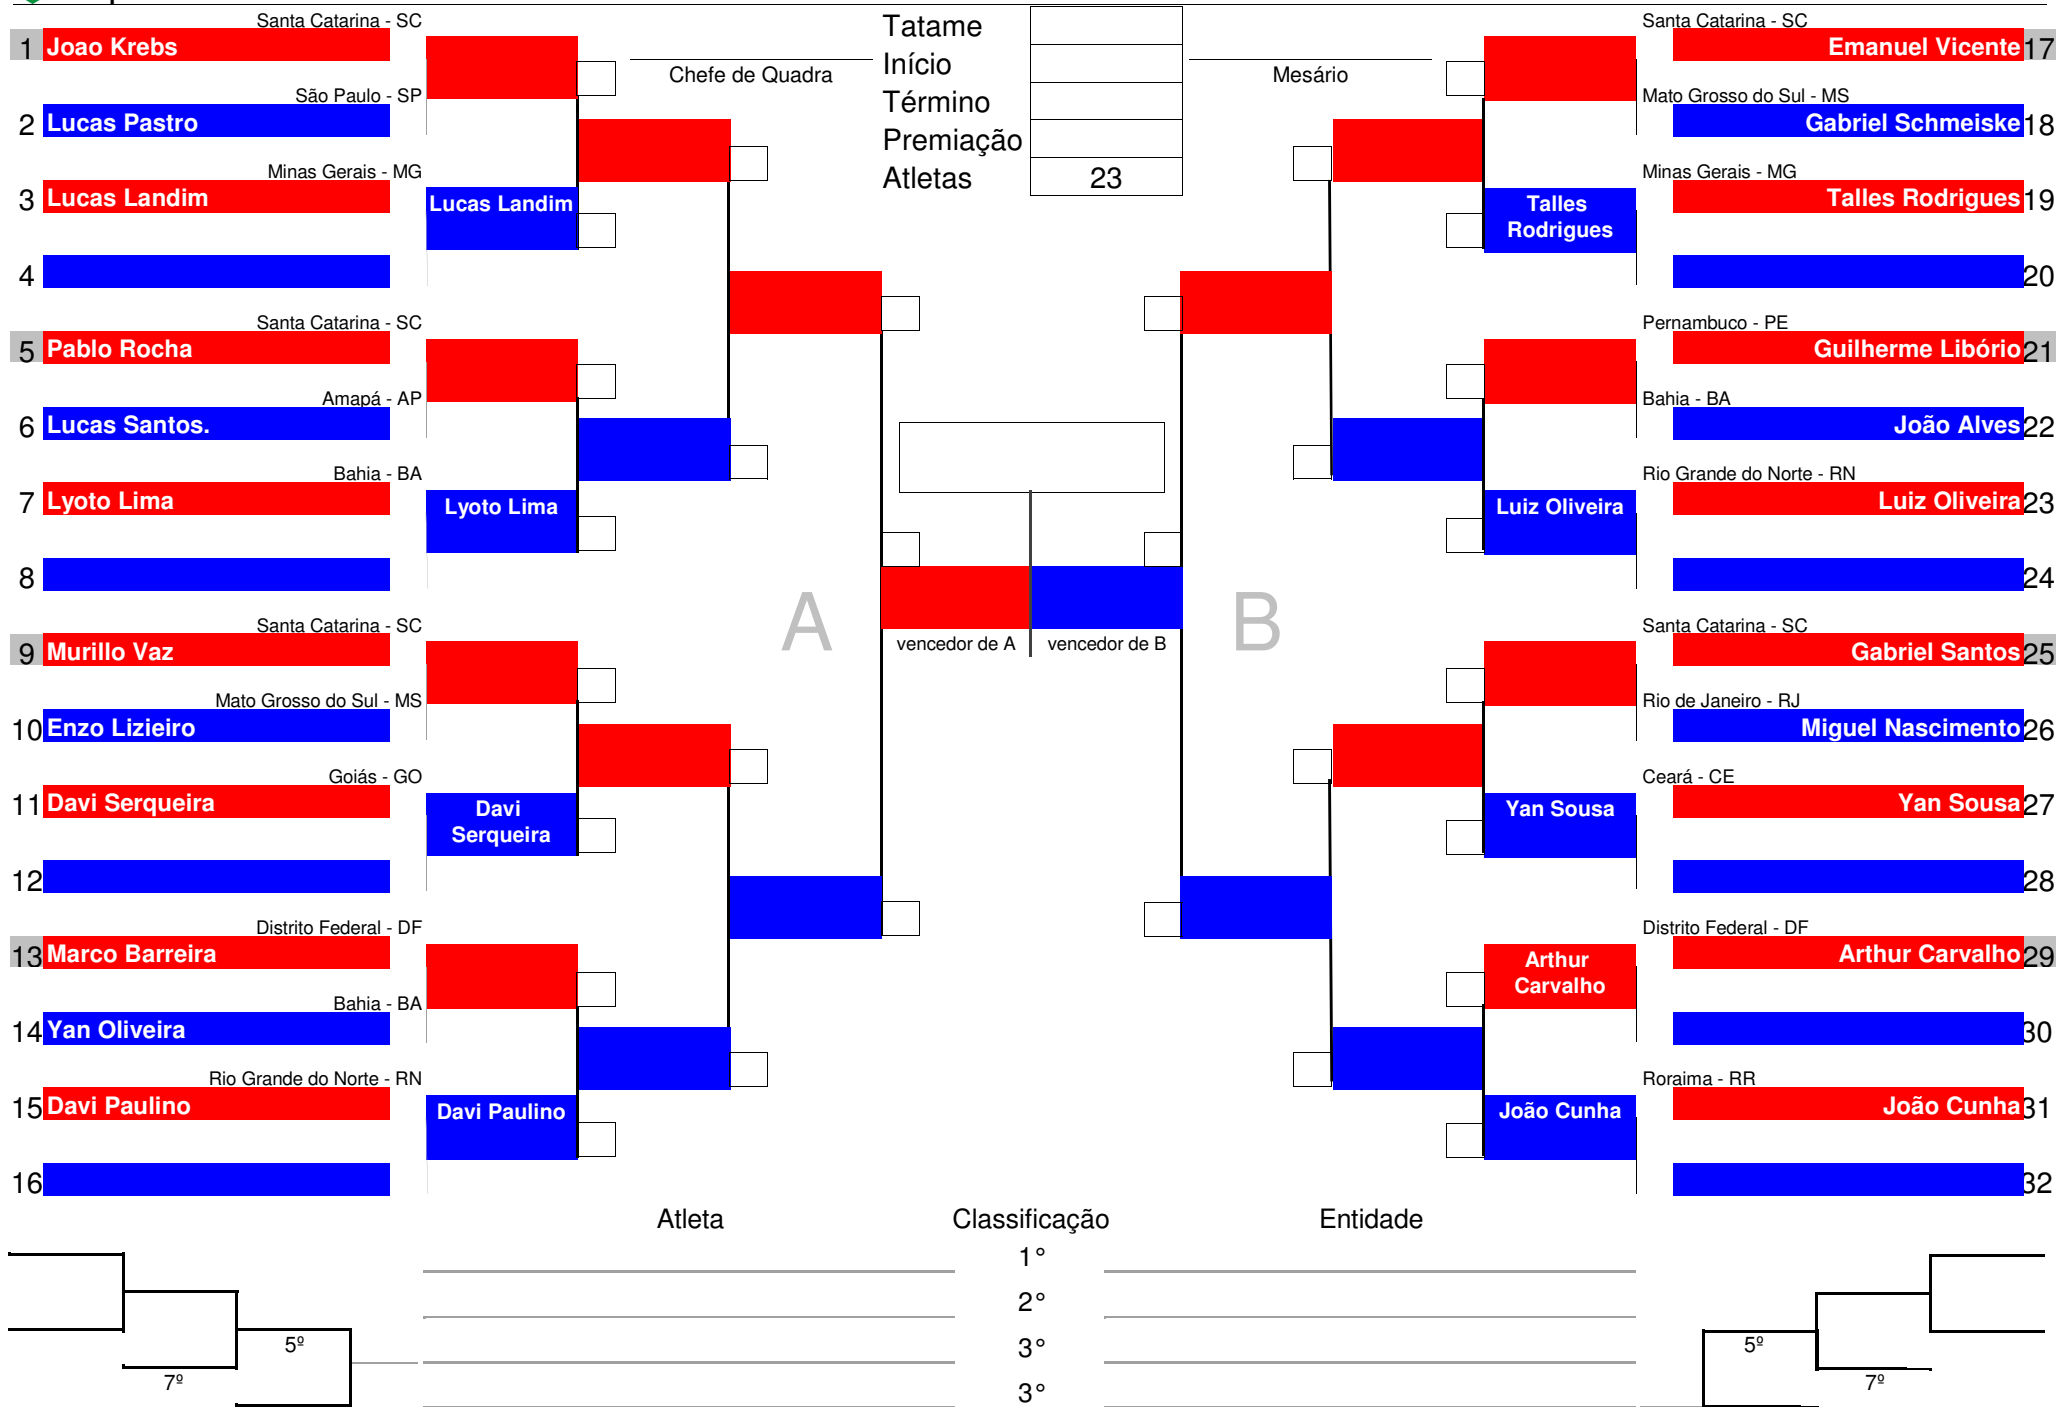 Santa Catarina - SC
1 Joao Krebs
São Paulo - SP
2 Lucas Pastro
Minas Gerais - MG
3 Lucas Landim
Lucas Landim
4
Santa Catarina - SC
5 Pablo Rocha
Amapá - AP
6 Lucas Santos.
Bahia - BA
7 Lyoto Lima
Lyoto Lima
8
Santa Catarina - SC
9 Murillo Vaz
Mato Grosso do Sul - MS
10 Enzo Lizieiro
Goiás - GO
11 Davi Serqueira
Davi
Serqueira
12
Distrito Federal - DF
13 Marco Barreira
Bahia - BA
14 Yan Oliveira
Rio Grande do Norte - RN
15 Davi Paulino
Davi Paulino
16
Chefe de Quadra
Tatame
Início
Término
Premiação
Atletas 23
Mesário
A
vencedor de A
vencedor de B
B
Santa Catarina - SC
Emanuel Vicente 17
Mato Grosso do Sul - MS
Gabriel Schmeiske 18
Minas Gerais - MG
Talles Rodrigues 19
Talles
Rodrigues
20
Pernambuco - PE
Guilherme Libório 21
Bahia - BA
João Alves 22
Rio Grande do Norte - RN
Luiz Oliveira 23
Luiz Oliveira
24
Santa Catarina - SC
Gabriel Santos 25
Rio de Janeiro - RJ
Miguel Nascimento 26
Ceará - CE
Yan Sousa 27
Yan Sousa
28
Distrito Federal - DF
Arthur Carvalho 29
Arthur
Carvalho
30
Roraima - RR
João Cunha 31
João Cunha
32
Atleta Classificação Entidade
1°
2°
3°
3°
5º
7º
5º
7º